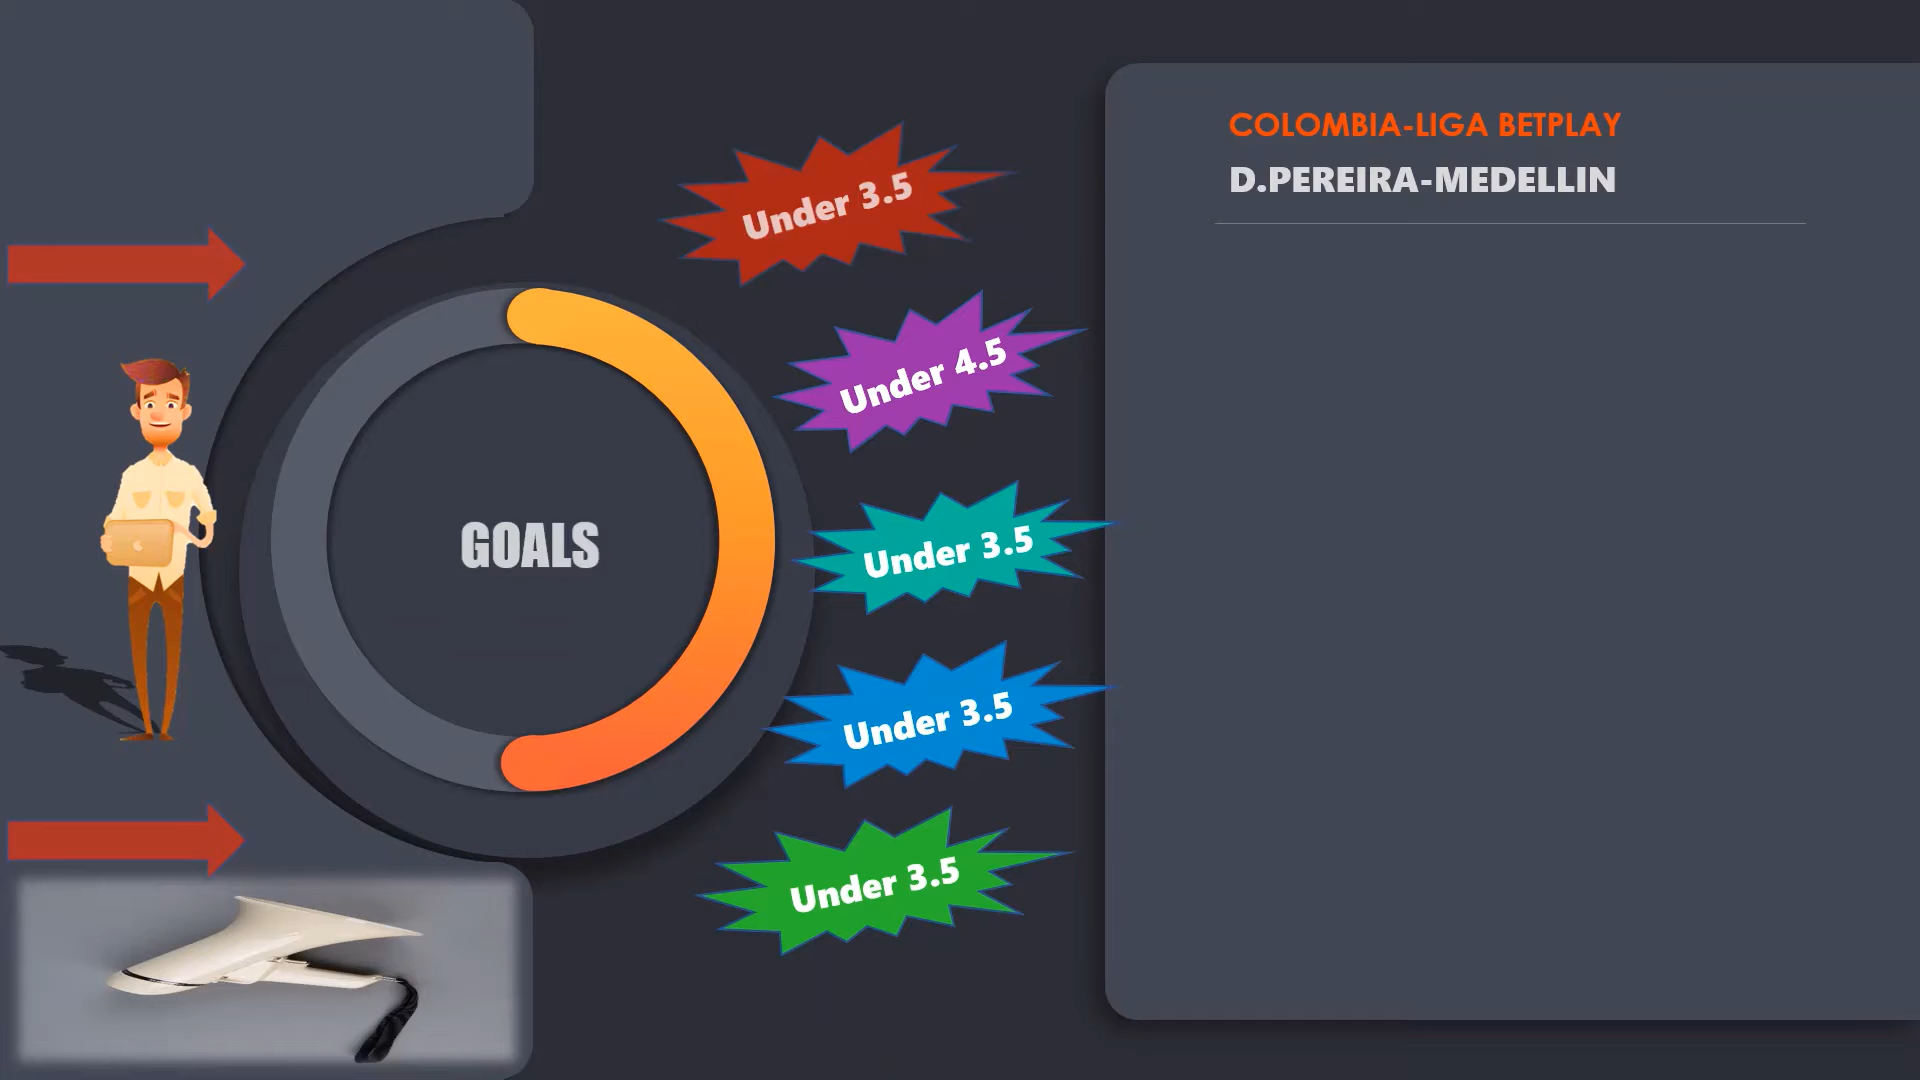 COLOMBIA-LIGA BETPLAY
D.PEREIRA-MEDELLIN
Under 3.5
Under 4.5
Under 3.5
Under 3.5
Under 3.5
GOALS